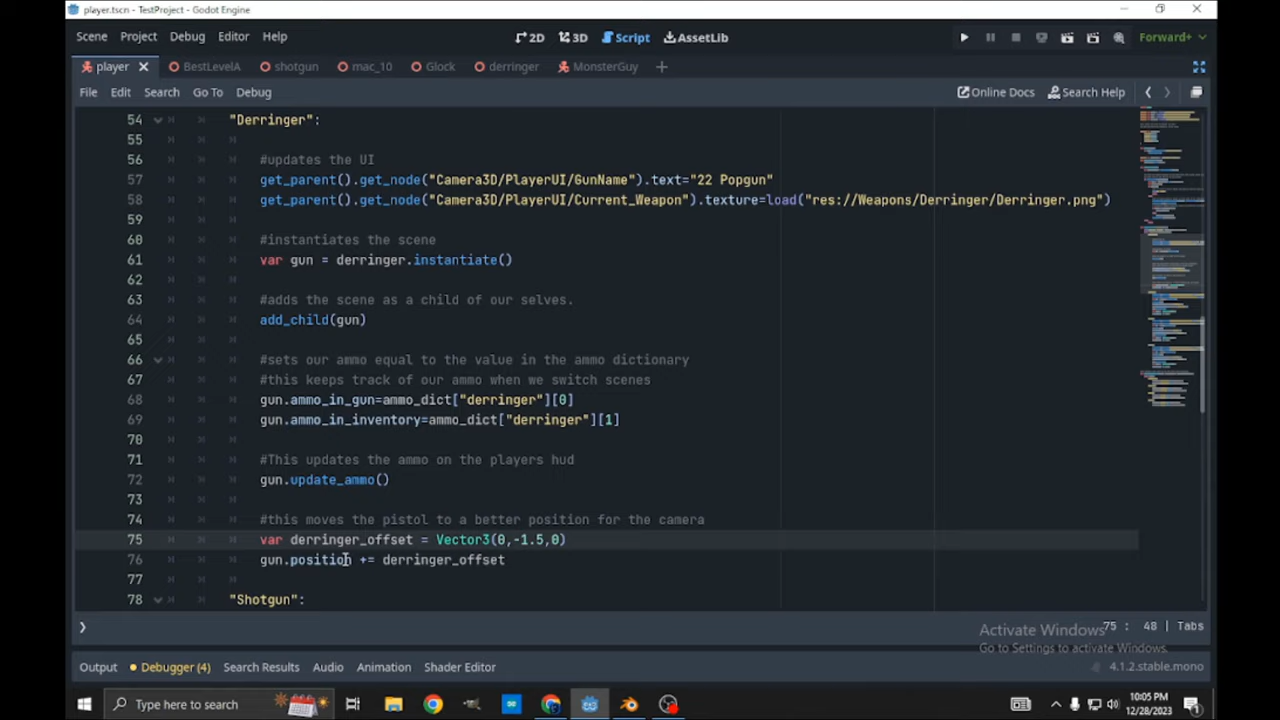 player.tscn - TestProject - Godot Engine
Scene Project Debug Editor Help 2D 3D Script AssetLib Forward+
player BestLevelA shotgun mac_10 Glock derringer MonsterGuy
File Edit Search Go To Debug Online Docs Search Help
54 "Derringer":
55
56 #updates the UI
57 get_parent().get_node("Camera3D/PlayerUI/GunName").text="22 Popgun"
58 get_parent().get_node("Camera3D/PlayerUI/Current_Weapon").texture=load("res://Weapons/Derringer/Derringer.png")
59
60 #instantiates the scene
61 var gun = derringer.instantiate()
62
63 #adds the scene as a child of our selves.
64 add_child(gun)
65
66 #sets our ammo equal to the value in the ammo dictionary
67 #this keeps track of our ammo when we switch scenes
68 gun.ammo_in_gun=ammo_dict["derringer"][0]
69 gun.ammo_in_inventory=ammo_dict["derringer"][1]
70
71 #This updates the ammo on the players hud
72 gun.update_ammo()
73
74 #this moves the pistol to a better position for the camera
75 var derringer_offset = Vector3(0,-1.5,0)
76 gun.position += derringer_offset
77
78 "Shotgun":
75 : 48 | Tabs
Activate Windows
Go to Settings to activate Windows.
Output Debugger (4) Search Results Audio Animation Shader Editor 4.1.2.stable.mono
Type here to search
10:05 PM
12/28/2023
1